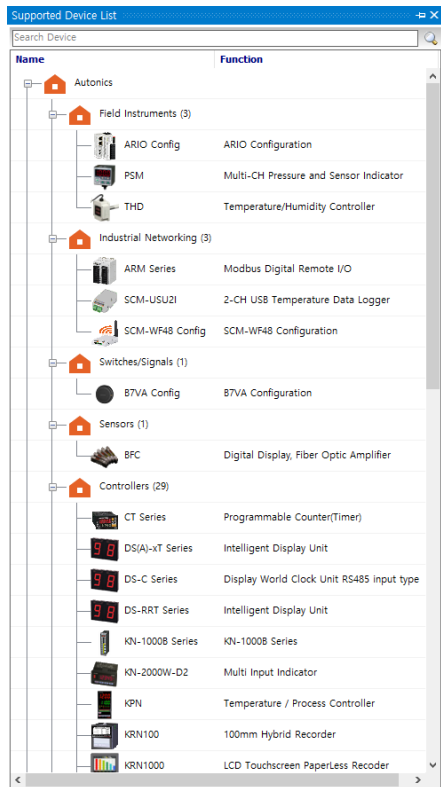 Supported Device List
Search Device
Name Function
Autonics
Field Instruments (3)
ARIO Config ARIO Configuration
PSM Multi-CH Pressure and Sensor Indicator
THD Temperature/Humidity Controller
Industrial Networking (3)
ARM Series Modbus Digital Remote I/O
SCM-USU2I 2-CH USB Temperature Data Logger
SCM-WF48 Config SCM-WF48 Configuration
Switches/Signals (1)
B7VA Config B7VA Configuration
Sensors (1)
BFC Digital Display, Fiber Optic Amplifier
Controllers (29)
CT Series Programmable Counter(Timer)
DS(A)-xT Series Intelligent Display Unit
DS-C Series Display World Clock Unit RS485 input type
DS-RRT Series Intelligent Display Unit
KN-1000B Series KN-1000B Series
KN-2000W-D2 Multi Input Indicator
KPN Temperature / Process Controller
KRN100 100mm Hybrid Recorder
KRN1000 LCD Touchscreen PaperLess Recoder